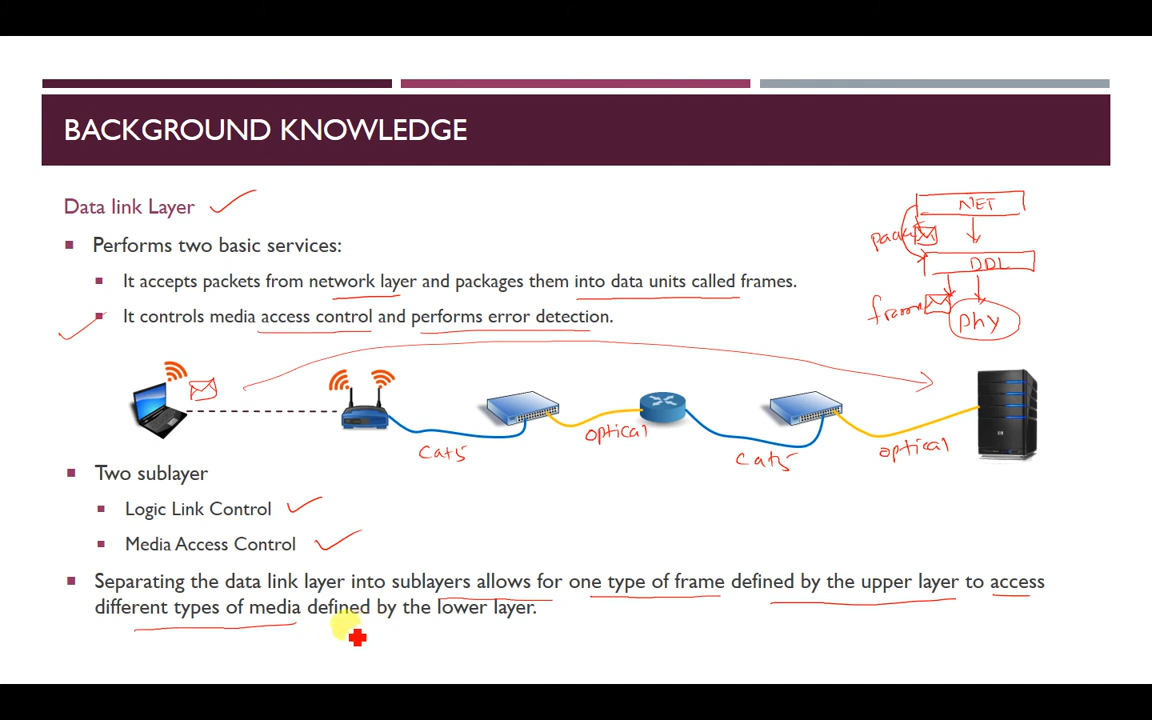 BACKGROUND KNOWLEDGE
Data link Layer
NET
Performs two basic services:
packet
DDL
It accepts packets from network layer and packages them into data units called frames.
frame
phy
It controls media access control and performs error detection.
cat5
optical
cat5
optical
Two sublayer
Logic Link Control
Media Access Control
Separating the data link layer into sublayers allows for one type of frame defined by the upper layer to access
different types of media defined by the lower layer.